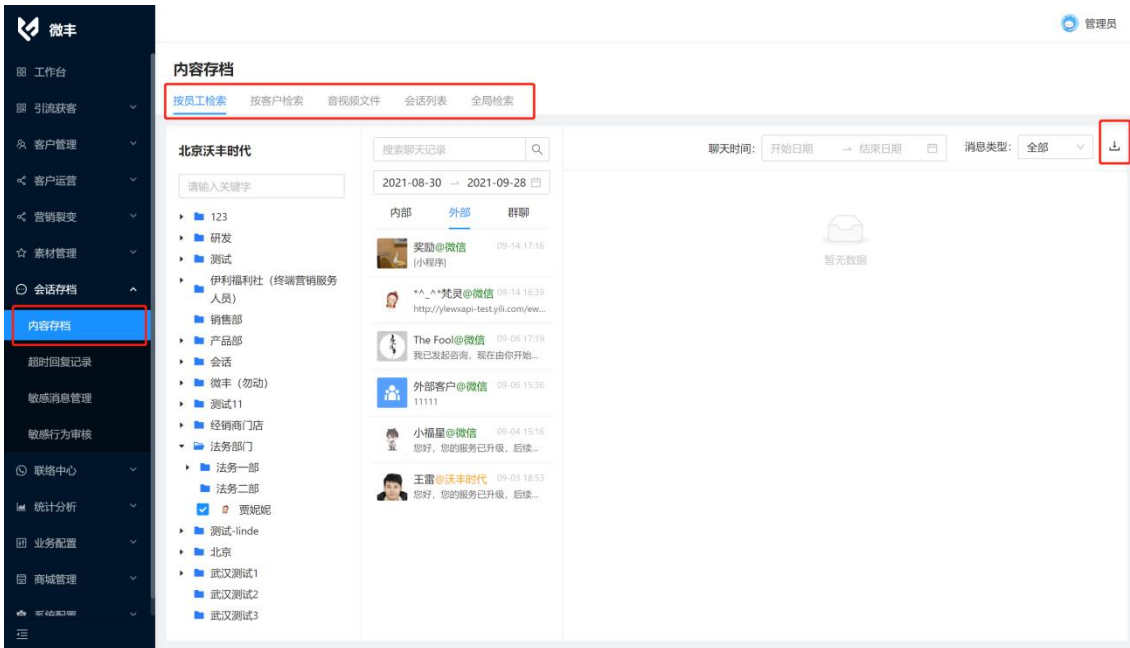 微丰
管理员
工作台
引流获客
客户管理
客户运营
营销裂变
素材管理
会话存档
内容存档
超时回复记录
敏感消息管理
敏感行为审核
联络中心
统计分析
业务配置
商城管理
系统配置
内容存档
按员工检索 按客户检索 音视频文件 会话列表 全局检索
北京沃丰时代
请输入关键字
123
研发
测试
伊利福利社（终端营销服务
人员）
销售部
产品部
会话
微丰（勿动）
测试11
经销商门店
法务部门
法务一部
法务二部
贾妮妮
测试-linde
北京
武汉测试1
武汉测试2
武汉测试3
搜索聊天记录
2021-08-30 → 2021-09-28
内部 外部 群聊
奖励@微信 09-14 17:16
[小程序]
*^_^*梵灵@微信 09-14 16:39
http://ylewxapi-test.yili.com/ew...
The Fool@微信 09-06 17:19
我已发起咨询，现在由你开始...
外部客户@微信 09-06 15:36
11111
小福星@微信 09-04 15:16
您好，您的服务已升级，后续...
王雷@沃丰时代 09-03 18:53
您好，您的服务已升级，后续...
聊天时间: 开始日期 → 结束日期 消息类型: 全部
暂无数据